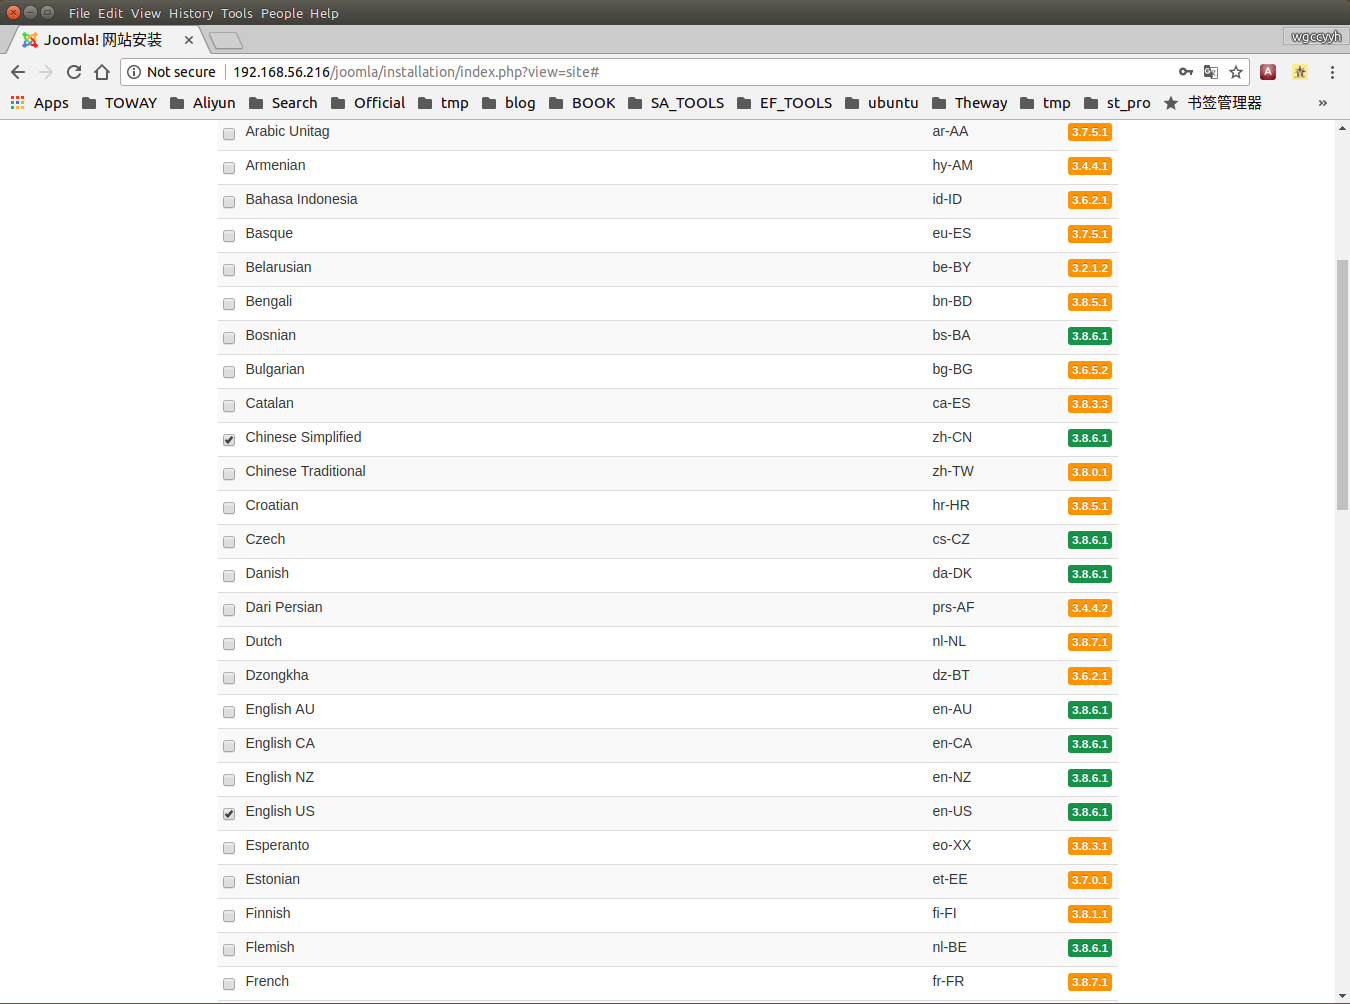 File Edit View History Tools People Help
Joomla! 网站安装
wgccyyh
Not secure 192.168.56.216/joomla/installation/index.php?view=site#
Apps TOWAY Aliyun Search Official tmp blog BOOK SA_TOOLS EF_TOOLS ubuntu Theway tmp st_pro 书签管理器 »
Arabic Unitag ar-AA 3.7.5.1
Armenian hy-AM 3.4.4.1
Bahasa Indonesia id-ID 3.6.2.1
Basque eu-ES 3.7.5.1
Belarusian be-BY 3.2.1.2
Bengali bn-BD 3.8.5.1
Bosnian bs-BA 3.8.6.1
Bulgarian bg-BG 3.6.5.2
Catalan ca-ES 3.8.3.3
Chinese Simplified zh-CN 3.8.6.1
Chinese Traditional zh-TW 3.8.0.1
Croatian hr-HR 3.8.5.1
Czech cs-CZ 3.8.6.1
Danish da-DK 3.8.6.1
Dari Persian prs-AF 3.4.4.2
Dutch nl-NL 3.8.7.1
Dzongkha dz-BT 3.6.2.1
English AU en-AU 3.8.6.1
English CA en-CA 3.8.6.1
English NZ en-NZ 3.8.6.1
English US en-US 3.8.6.1
Esperanto eo-XX 3.8.3.1
Estonian et-EE 3.7.0.1
Finnish fi-FI 3.8.1.1
Flemish nl-BE 3.8.6.1
French fr-FR 3.8.7.1